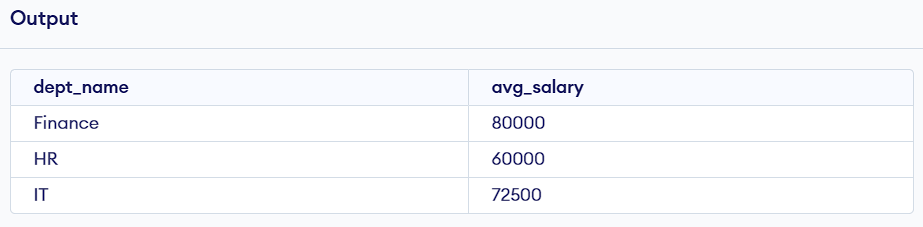 Output
dept_name avg_salary
Finance 80000
HR 60000
IT 72500